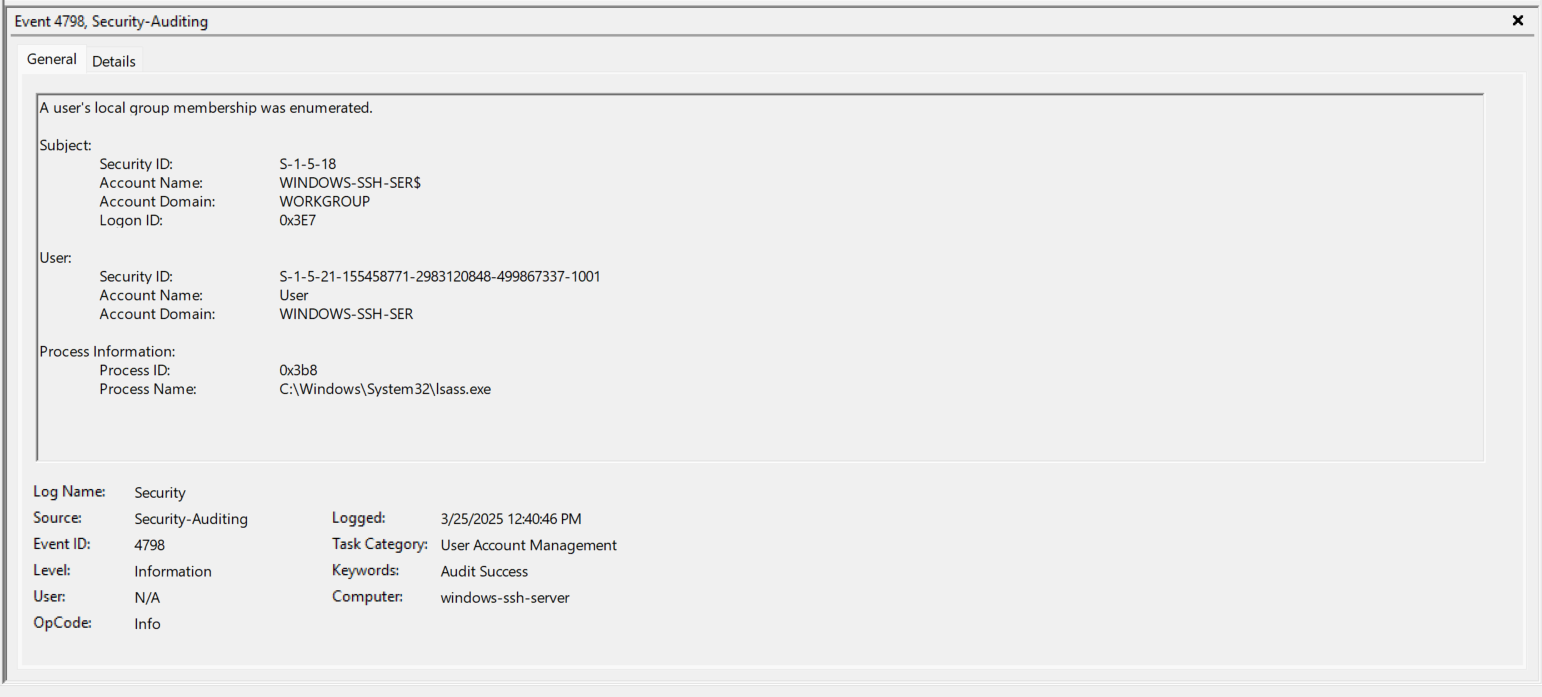 Event 4798, Security-Auditing
General Details
A user's local group membership was enumerated.
Subject:
Security ID: S-1-5-18
Account Name: WINDOWS-SSH-SER$
Account Domain: WORKGROUP
Logon ID: 0x3E7
User:
Security ID: S-1-5-21-155458771-2983120848-499867337-1001
Account Name: User
Account Domain: WINDOWS-SSH-SER
Process Information:
Process ID: 0x3b8
Process Name: C:\Windows\System32\lsass.exe
Log Name: Security
Source: Security-Auditing Logged: 3/25/2025 12:40:46 PM
Event ID: 4798 Task Category: User Account Management
Level: Information Keywords: Audit Success
User: N/A Computer: windows-ssh-server
OpCode: Info